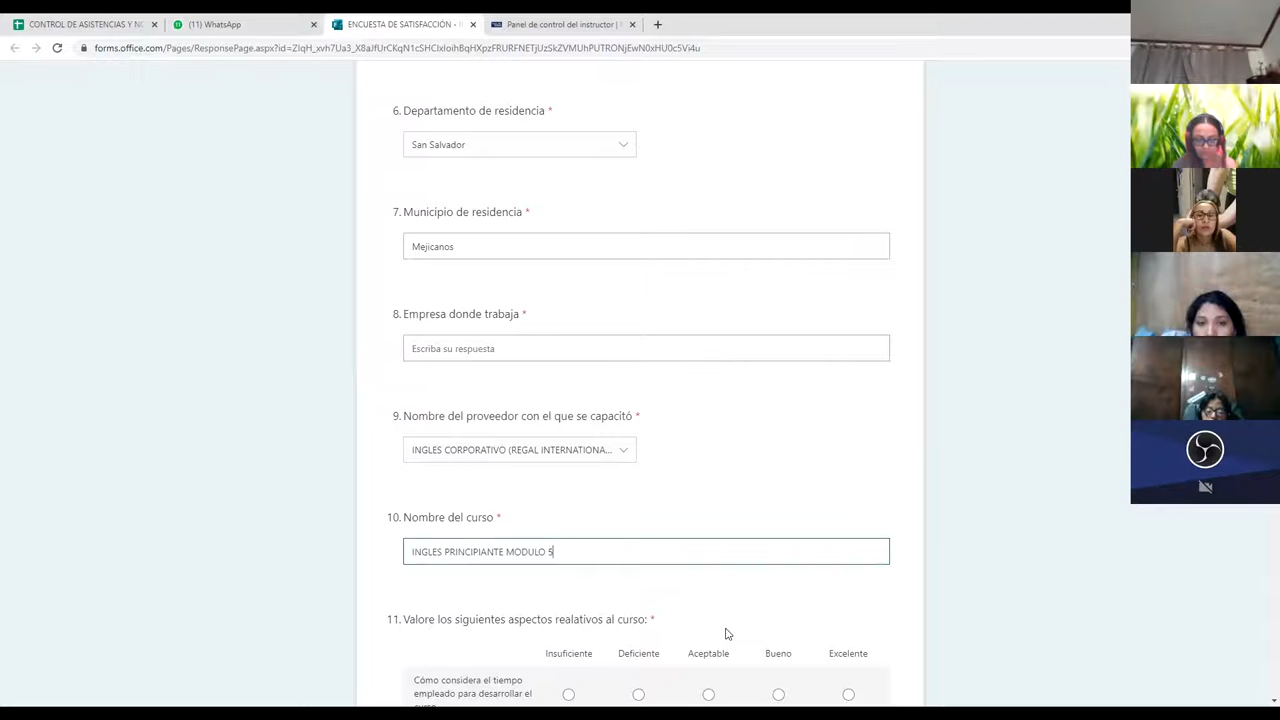 CONTROL DE ASISTENCIAS Y NO
(11) WhatsApp
ENCUESTA DE SATISFACCIÓN - I
Panel de control del instructor |
forms.office.com/Pages/ResponsePage.aspx?id=
6. Departamento de residencia *
San Salvador
7. Municipio de residencia *
Mejicanos
8. Empresa donde trabaja *
Escriba su respuesta
9. Nombre del proveedor con el que se capacitó *
INGLES CORPORATIVO (REGAL INTERNATIONA...
10. Nombre del curso *
INGLES PRINCIPIANTE MODULO 5
11. Valore los siguientes aspectos realativos al curso: *
Insuficiente Deficiente Aceptable Bueno Excelente
Cómo considera el tiempo
empleado para desarrollar el